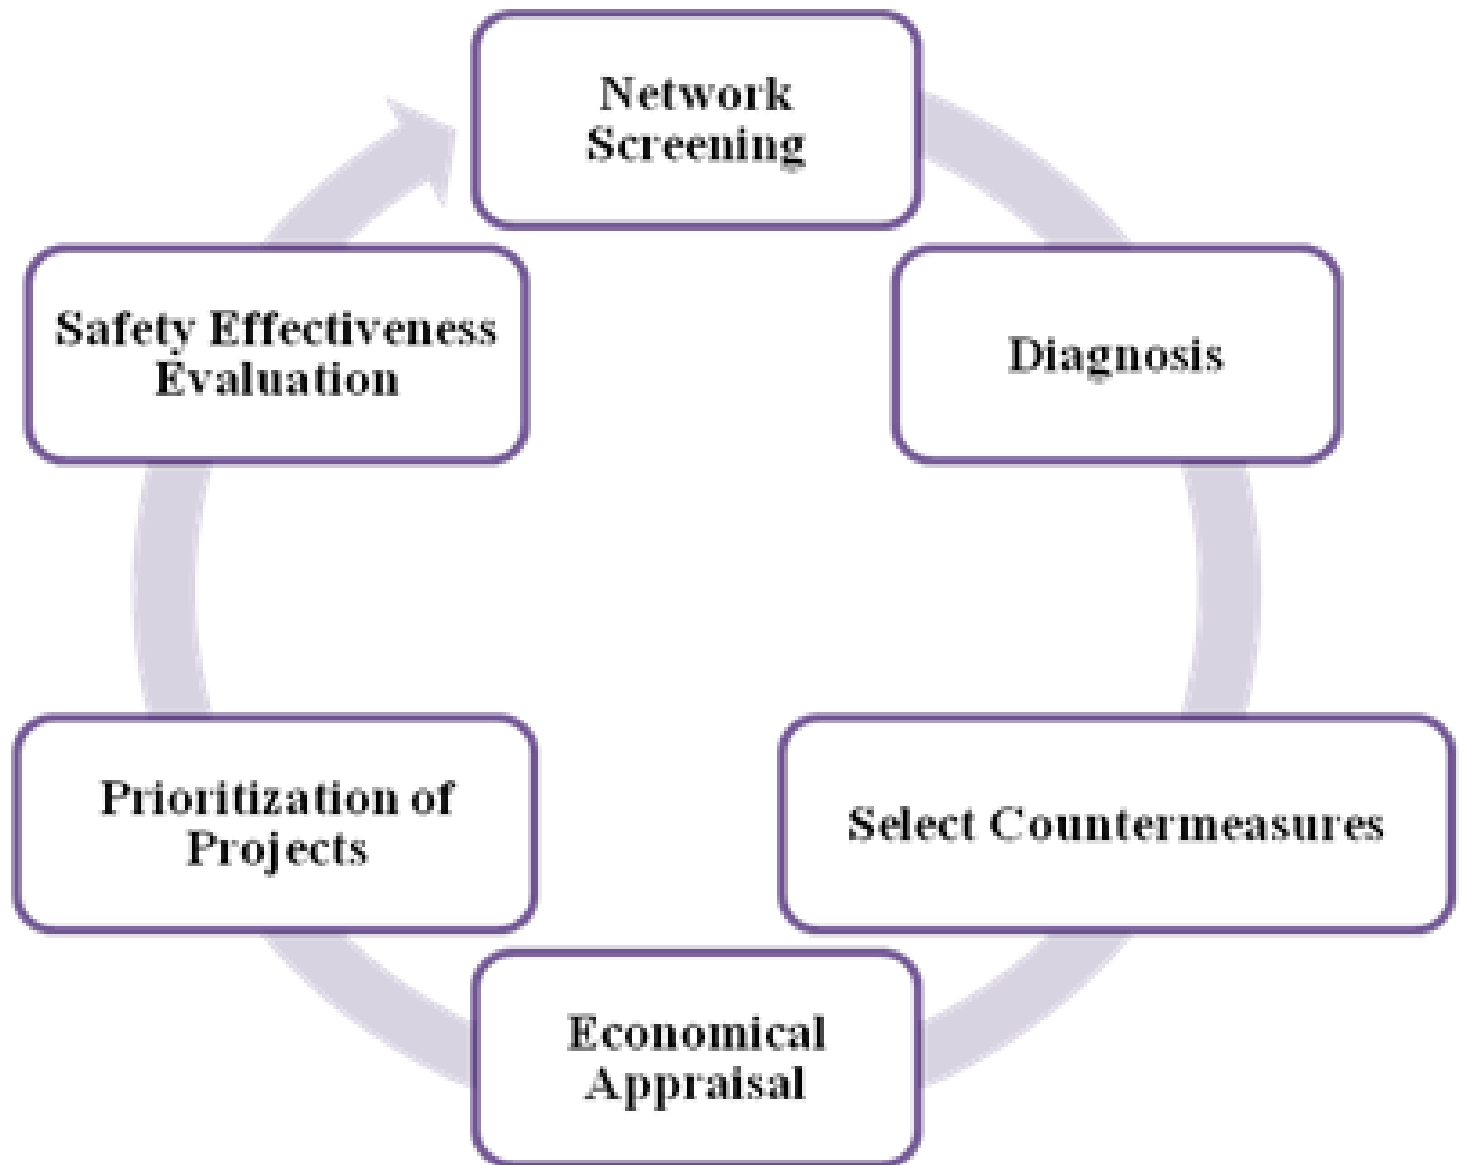 Network
Screening
Diagnosis
Select Countermeasures
Economical
Appraisal
Prioritization of
Projects
Safety Effectiveness
Evaluation